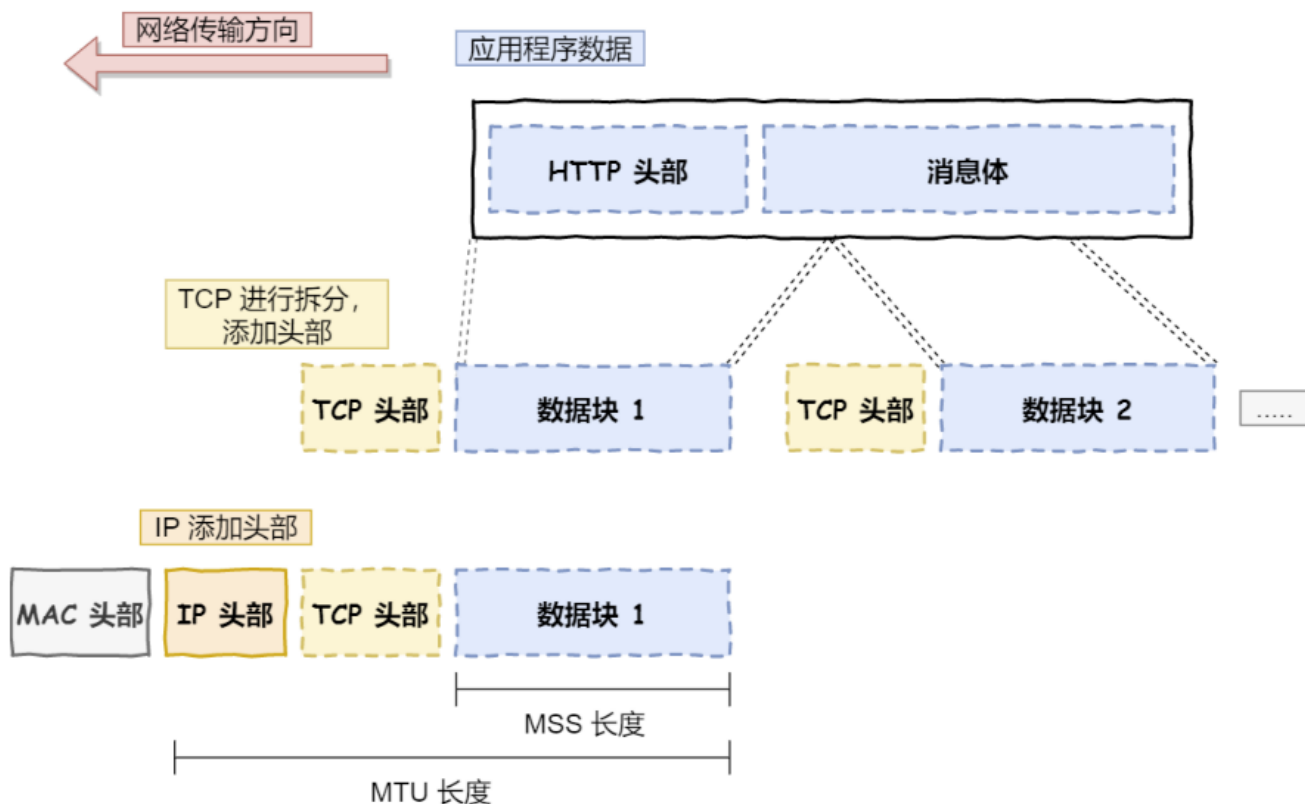 网络传输方向
应用程序数据
HTTP 头部
消息体
TCP 进行拆分，
添加头部
TCP 头部
数据块 1
TCP 头部
数据块 2
.....
IP 添加头部
MAC 头部
IP 头部
TCP 头部
数据块 1
MSS 长度
MTU 长度